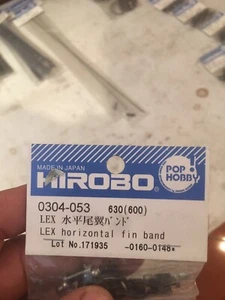 MADE IN JAPAN
HIROBO
POP
HOBBY
0304-053 630(600)
LEX 水平尾翼バンド
LEX horizontal fin band
Lot No.171935 -0160-0148*